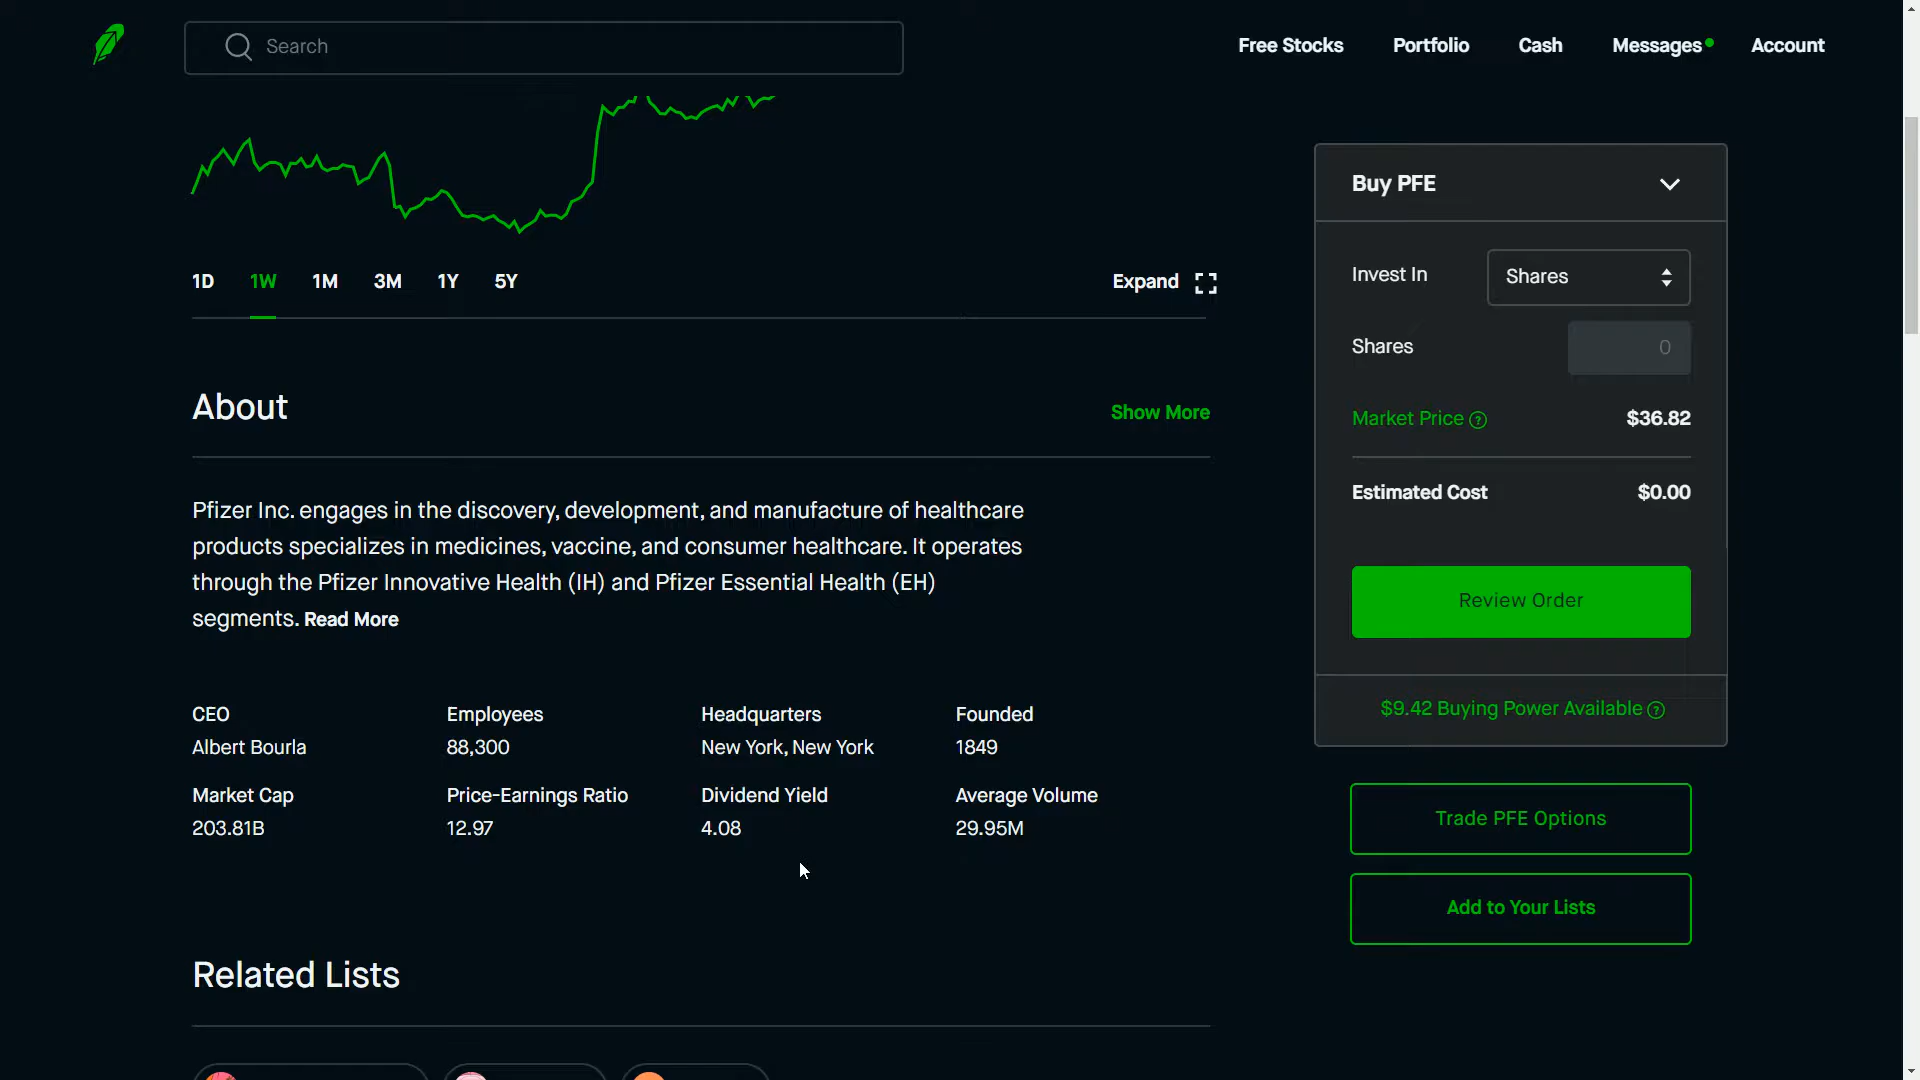 Search
Free Stocks
Portfolio
Cash
Messages
Account
1D
1W
1M
3M
1Y
5Y
Expand
About
Show More
Pfizer Inc. engages in the discovery, development, and manufacture of healthcare
products specializes in medicines, vaccine, and consumer healthcare. It operates
through the Pfizer Innovative Health (IH) and Pfizer Essential Health (EH)
segments. Read More
CEO
Albert Bourla
Employees
88,300
Headquarters
New York, New York
Founded
1849
Market Cap
203.81B
Price-Earnings Ratio
12.97
Dividend Yield
4.08
Average Volume
29.95M
Related Lists
Buy PFE
Invest In
Shares
Shares
0
Market Price ?
$36.82
Estimated Cost
$0.00
Review Order
$9.42 Buying Power Available ?
Trade PFE Options
Add to Your Lists